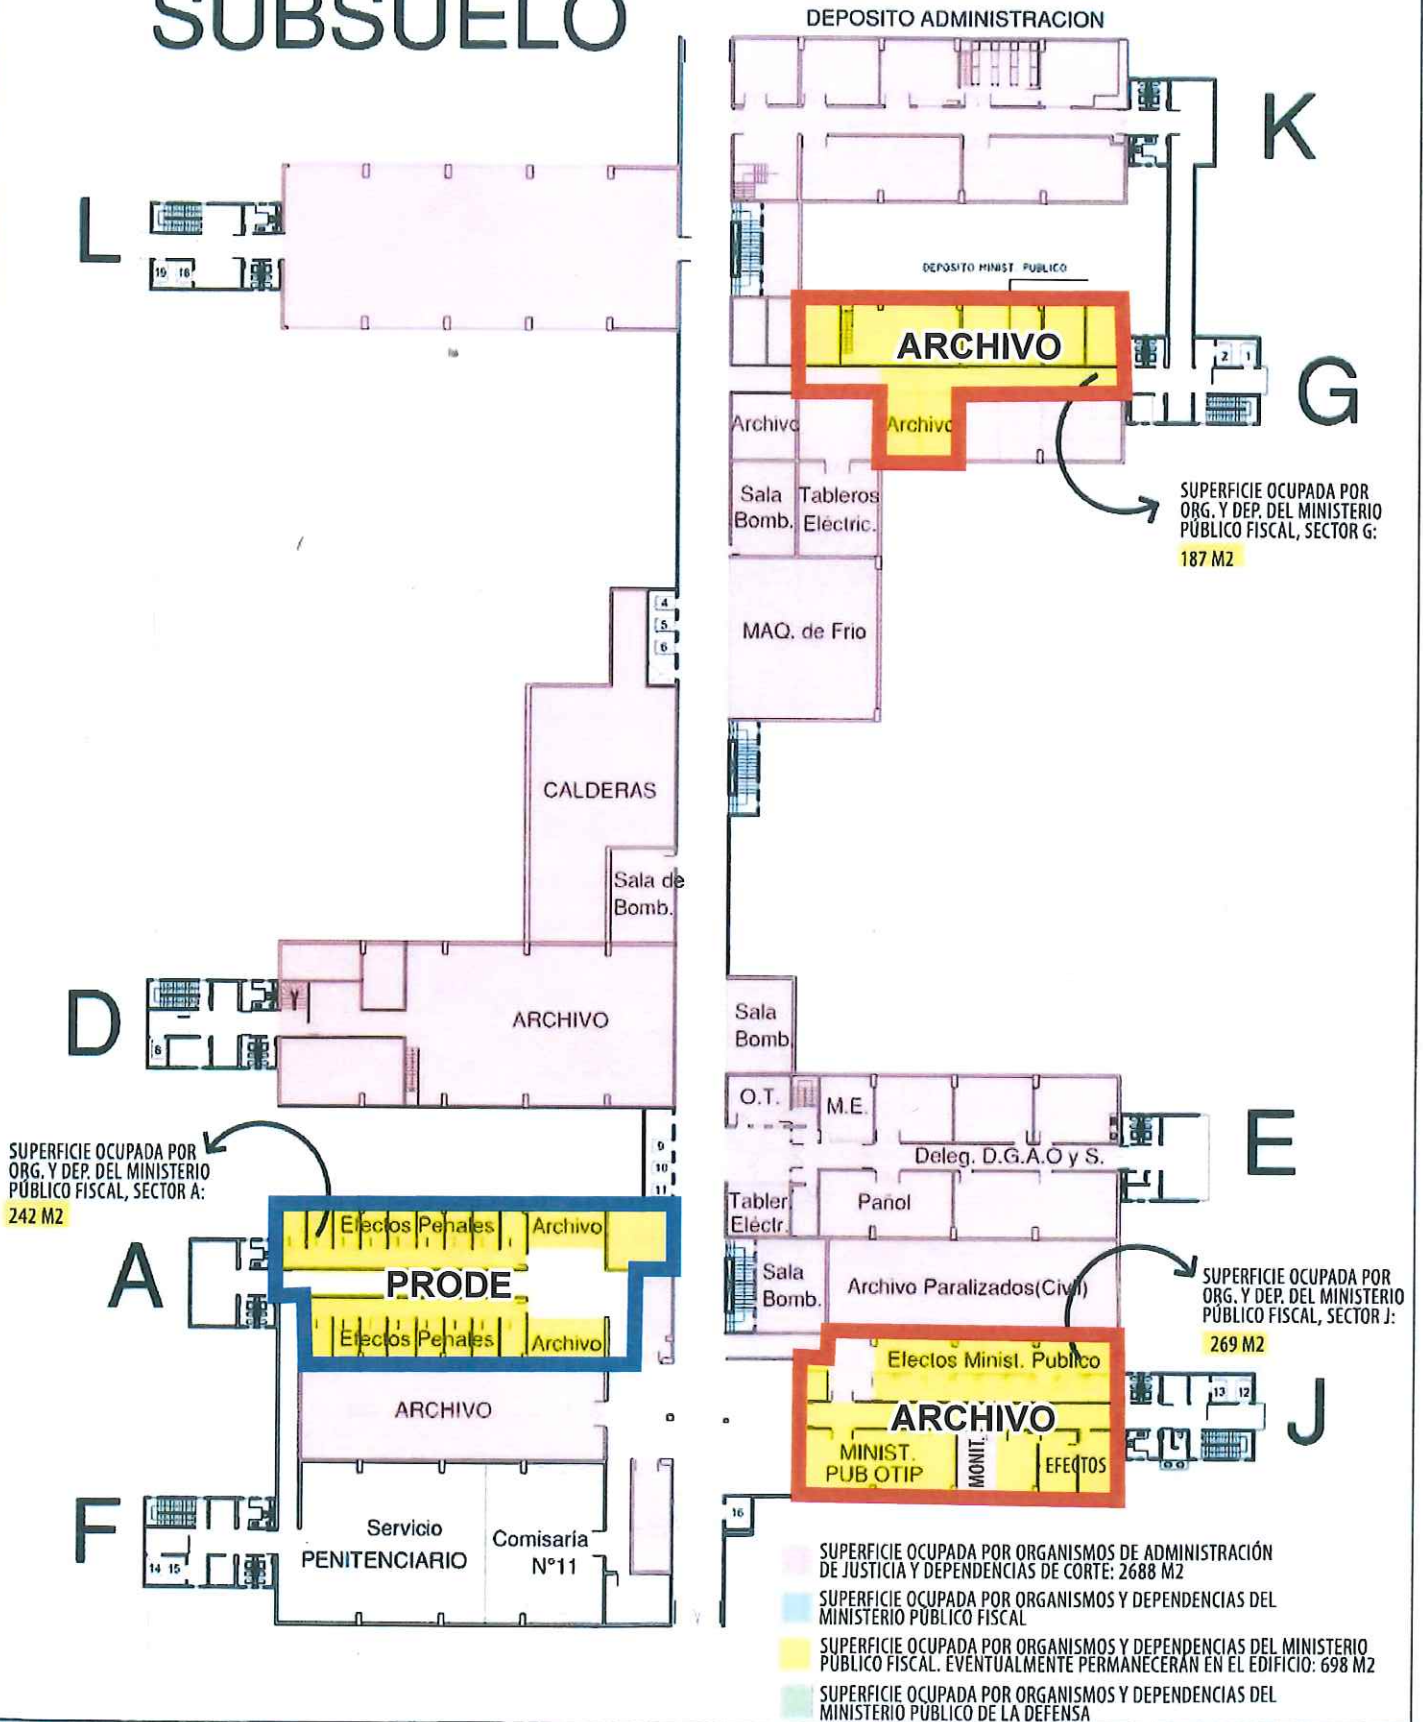 SUBSUELO
DEPOSITO ADMINISTRACION
K
L
19 18
DEPOSITO MINIST. PUBLICO
ARCHIVO
2 1
G
Archivo
Archivo
Sala
Bomb.
Tableros
Eléctric.
SUPERFICIE OCUPADA POR
ORG. Y DEP. DEL MINISTERIO
PÚBLICO FISCAL, SECTOR G:
187 M2
4
5
6
MAQ. de Frio
CALDERAS
Sala de
Bomb.
D
8
ARCHIVO
Sala
Bomb.
O.T.
M.E.
E
Deleg. D.G.A.O y S.
Pañol
Tabler.
Eléctr.
9
10
11
SUPERFICIE OCUPADA POR
ORG. Y DEP. DEL MINISTERIO
PÚBLICO FISCAL, SECTOR A:
242 M2
A
Efectos Penales
Archivo
PRODE
Efectos Penales
Archivo
Sala
Bomb.
Archivo Paralizados(Civil)
SUPERFICIE OCUPADA POR
ORG. Y DEP. DEL MINISTERIO
PÚBLICO FISCAL, SECTOR J:
269 M2
Efectos Minist. Publico
ARCHIVO
MINIST.
PUB OTIP
MONIT.
EFECTOS
13 12
J
ARCHIVO
F
14 15
Servicio
PENITENCIARIO
Comisaría
N°11
16
SUPERFICIE OCUPADA POR ORGANISMOS DE ADMINISTRACIÓN
DE JUSTICIA Y DEPENDENCIAS DE CORTE: 2688 M2
SUPERFICIE OCUPADA POR ORGANISMOS Y DEPENDENCIAS DEL
MINISTERIO PÚBLICO FISCAL
SUPERFICIE OCUPADA POR ORGANISMOS Y DEPENDENCIAS DEL MINISTERIO
PÚBLICO FISCAL. EVENTUALMENTE PERMANECERÁN EN EL EDIFICIO: 698 M2
SUPERFICIE OCUPADA POR ORGANISMOS Y DEPENDENCIAS DEL
MINISTERIO PÚBLICO DE LA DEFENSA